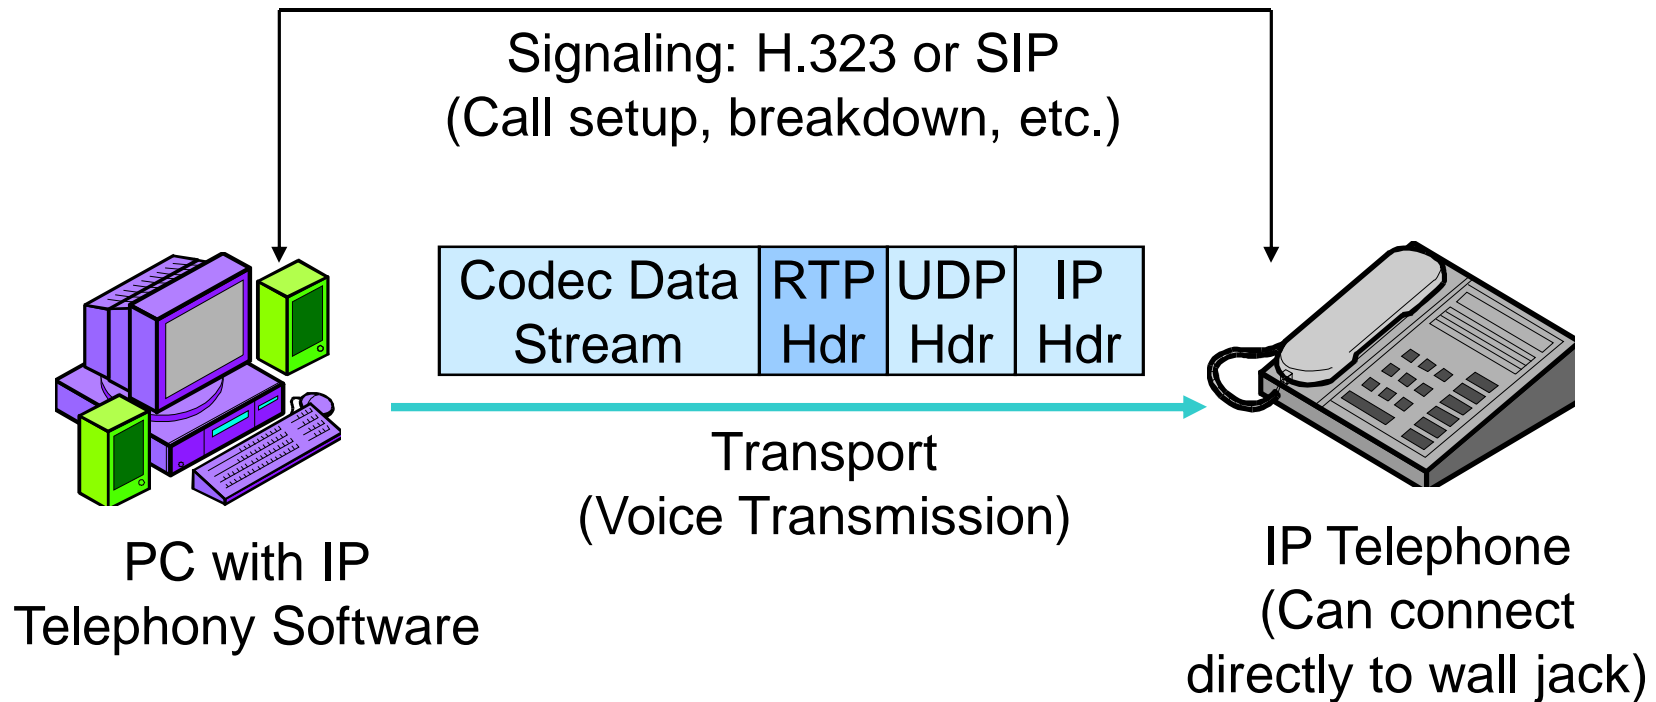 Signaling: H.323 or SIP
(Call setup, breakdown, etc.)
Codec Data Stream
RTP Hdr
UDP Hdr
IP Hdr
Transport
(Voice Transmission)
PC with IP
Telephony Software
IP Telephone
(Can connect
directly to wall jack)